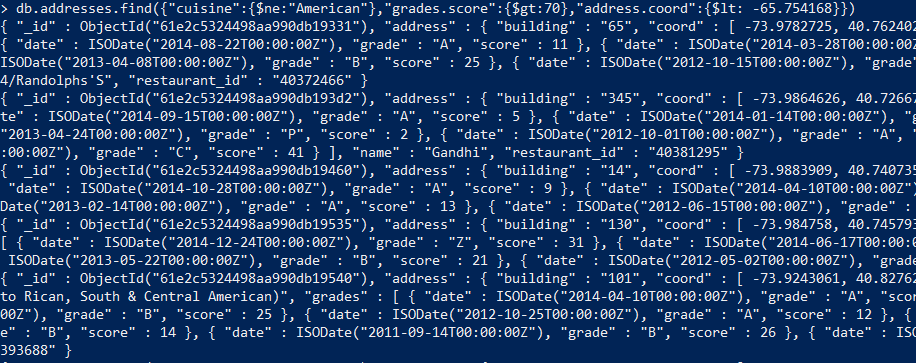 > db.addresses.find({"cuisine":{$ne:"American"},"grades.score":{$gt:70},"address.coord":{$lt: -65.754168}})
{ "_id" : ObjectId("61e2c5324498aa990db19331"), "address" : { "building" : "65", "coord" : [ -73.9782725, 40.762402
{ "date" : ISODate("2014-08-22T00:00:00Z"), "grade" : "A", "score" : 11 }, { "date" : ISODate("2014-03-28T00:00:00
ISODate("2013-04-08T00:00:00Z"), "grade" : "B", "score" : 25 }, { "date" : ISODate("2012-10-15T00:00:00Z"), "grade
4/Randolphs'S", "restaurant_id" : "40372466" }
{ "_id" : ObjectId("61e2c5324498aa990db193d2"), "address" : { "building" : "345", "coord" : [ -73.9864626, 40.7266
te" : ISODate("2014-09-15T00:00:00Z"), "grade" : "A", "score" : 5 }, { "date" : ISODate("2014-01-14T00:00:00Z"), "g
"2013-04-24T00:00:00Z"), "grade" : "P", "score" : 2 }, { "date" : ISODate("2012-10-01T00:00:00Z"), "grade" : "A",
00:00Z"), "grade" : "C", "score" : 41 } ], "name" : "Gandhi", "restaurant_id" : "40381295" }
{ "_id" : ObjectId("61e2c5324498aa990db19460"), "address" : { "building" : "14", "coord" : [ -73.9883909, 40.740735
"date" : ISODate("2014-10-28T00:00:00Z"), "grade" : "A", "score" : 9 }, { "date" : ISODate("2014-04-10T00:00:00Z")
Date("2013-02-14T00:00:00Z"), "grade" : "A", "score" : 13 }, { "date" : ISODate("2012-06-15T00:00:00Z"), "grade" :
{ "_id" : ObjectId("61e2c5324498aa990db19535"), "address" : { "building" : "130", "coord" : [ -73.984758, 40.745793
[ { "date" : ISODate("2014-12-24T00:00:00Z"), "grade" : "Z", "score" : 31 }, { "date" : ISODate("2014-06-17T00:00:0
ISODate("2013-05-22T00:00:00Z"), "grade" : "B", "score" : 21 }, { "date" : ISODate("2012-05-02T00:00:00Z"), "grade
{ "_id" : ObjectId("61e2c5324498aa990db19540"), "address" : { "building" : "101", "coord" : [ -73.9243061, 40.82762
to Rican, South & Central American)", "grades" : [ { "date" : ISODate("2014-04-10T00:00:00Z"), "grade" : "A", "scor
00Z"), "grade" : "B", "score" : 25 }, { "date" : ISODate("2012-10-25T00:00:00Z"), "grade" : "A", "score" : 12 }, {
e" : "B", "score" : 14 }, { "date" : ISODate("2011-09-14T00:00:00Z"), "grade" : "B", "score" : 26 }, { "date" : ISO
393688" }